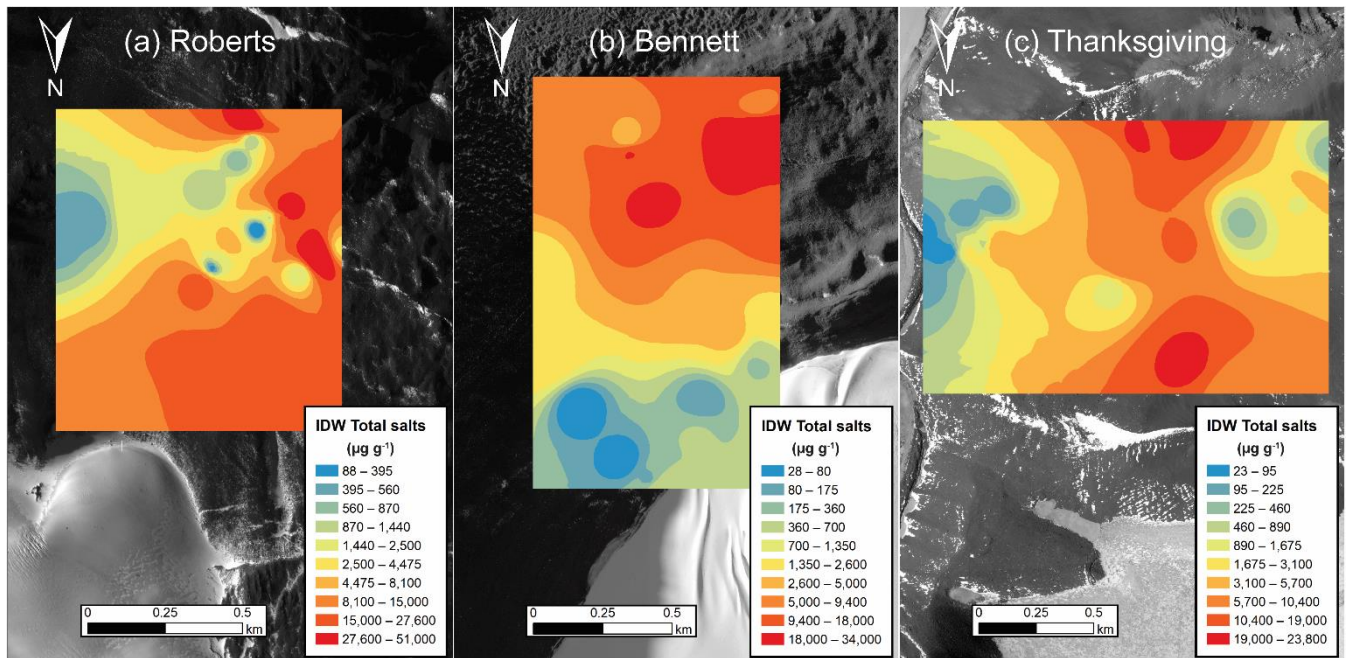 (a) Roberts
N
IDW Total salts
(µg g⁻¹)
88 – 395
395 – 560
560 – 870
870 – 1,440
1,440 – 2,500
2,500 – 4,475
4,475 – 8,100
8,100 – 15,000
15,000 – 27,600
27,600 – 51,000
0 0.25 0.5
km
(b) Bennett
N
IDW Total salts
(µg g⁻¹)
28 – 80
80 – 175
175 – 360
360 – 700
700 – 1,350
1,350 – 2,600
2,600 – 5,000
5,000 – 9,400
9,400 – 18,000
18,000 – 34,000
0 0.25 0.5
km
(c) Thanksgiving
N
IDW Total salts
(µg g⁻¹)
23 – 95
95 – 225
225 – 460
460 – 890
890 – 1,675
1,675 – 3,100
3,100 – 5,700
5,700 – 10,400
10,400 – 19,000
19,000 – 23,800
0 0.25 0.5
km